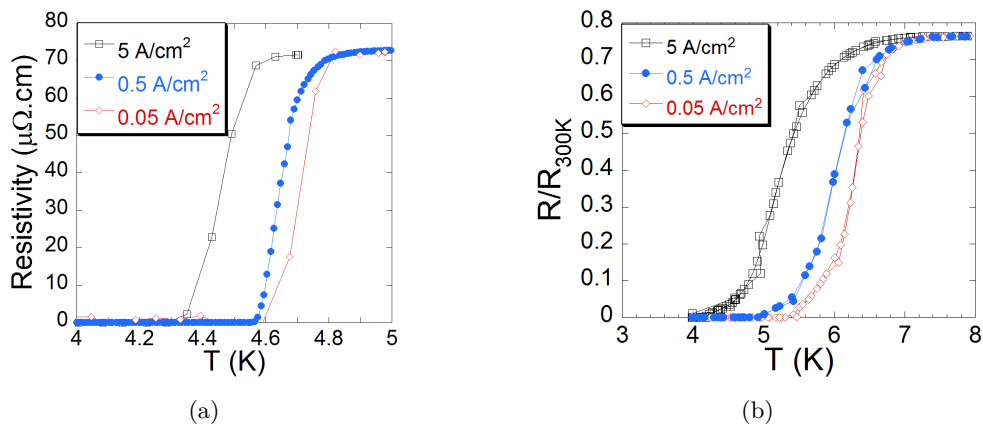 80
70
60
50
40
30
20
10
0
Resistivity (μΩ.cm)
5 A/cm²
0.5 A/cm²
0.05 A/cm²
4 4.2 4.4 4.6 4.8 5
T (K)
(a)
0.8
0.7
0.6
0.5
0.4
0.3
0.2
0.1
0
R/R300K
5 A/cm²
0.5 A/cm²
0.05 A/cm²
3 4 5 6 7 8
T (K)
(b)